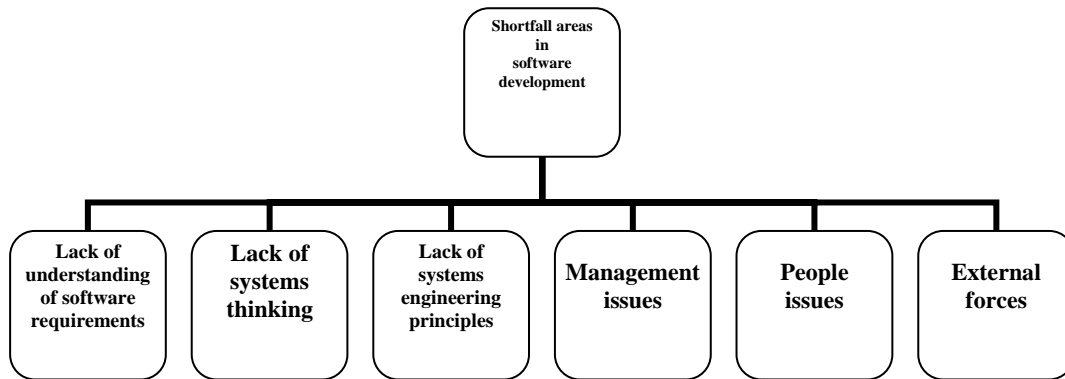 Shortfall areas
in
software
development
Lack of
understanding
of software
requirements
Lack of
systems
thinking
Lack of
systems
engineering
principles
Management
issues
People
issues
External
forces